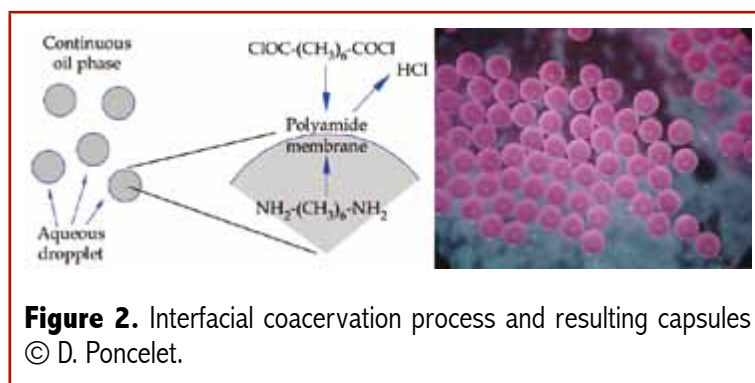 Continuous
oil phase
Aqueous
dropplet
ClOC-(CH₃)₆-COCl
HCl
Polyamide
membrane
NH₂-(CH₃)₆-NH₂
Figure 2. Interfacial coacervation process and resulting capsules
© D. Poncelet.